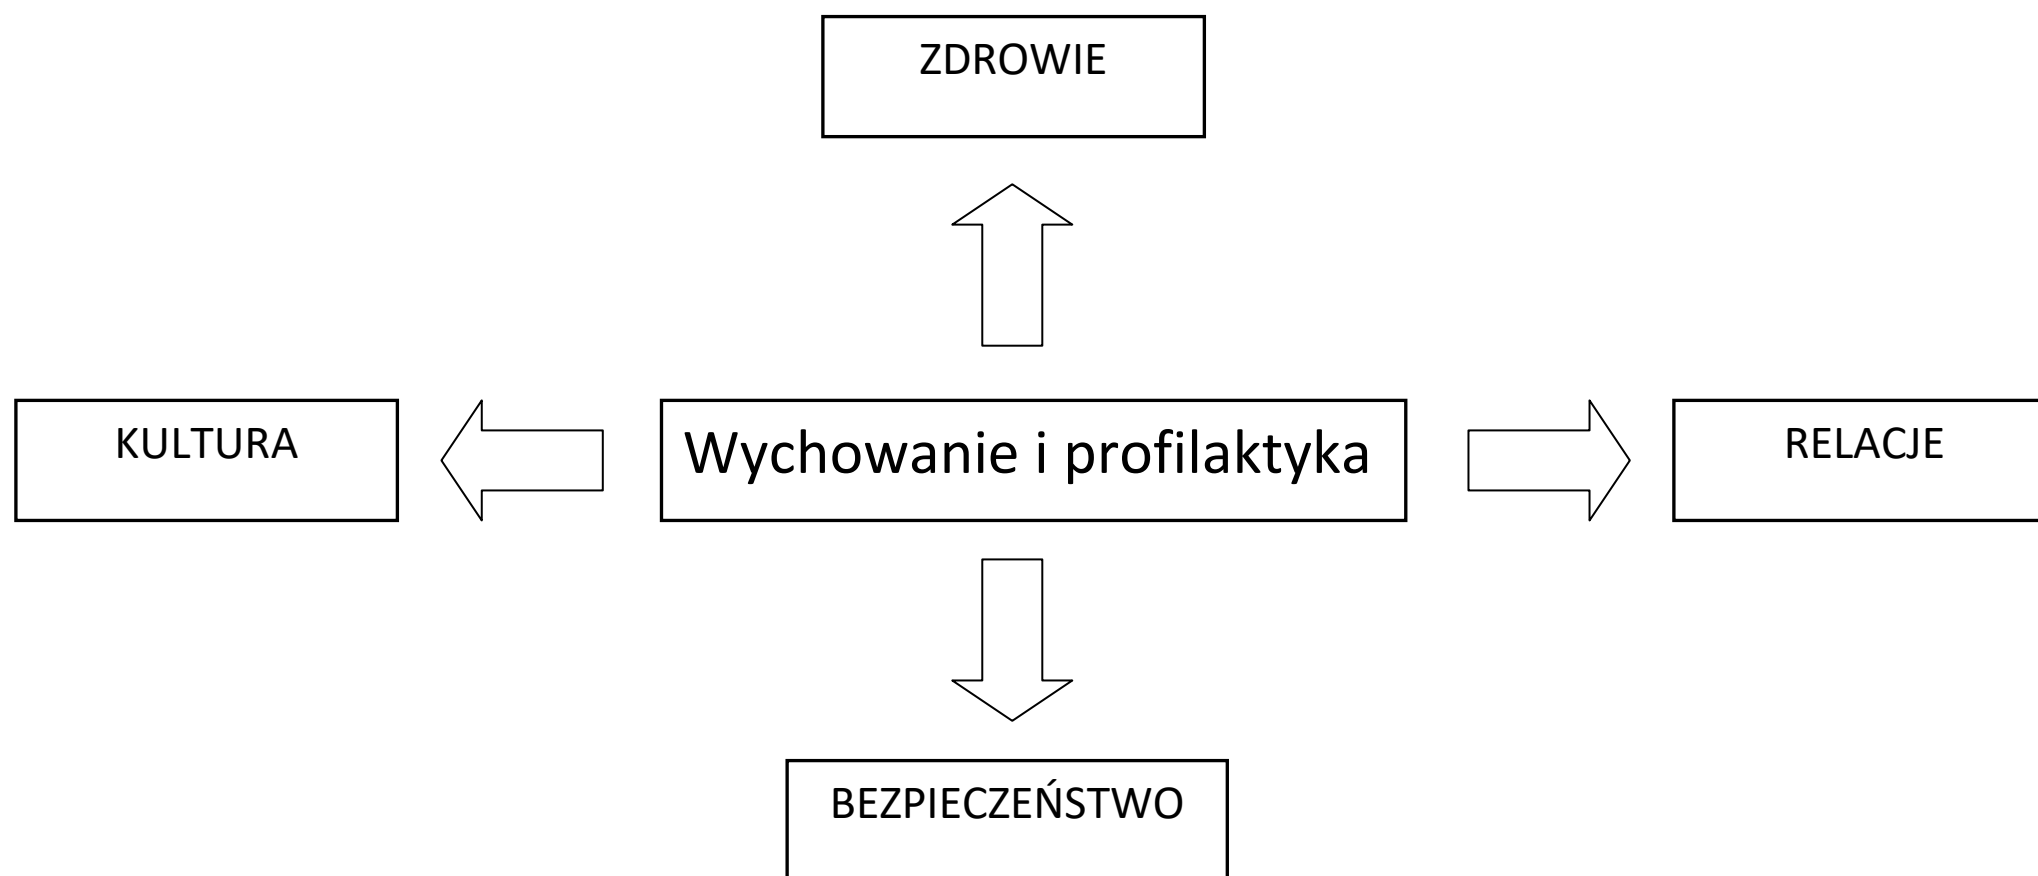 ZDROWIE
KULTURA
Wychowanie i profilaktyka
RELACJE
BEZPIECZEŃSTWO